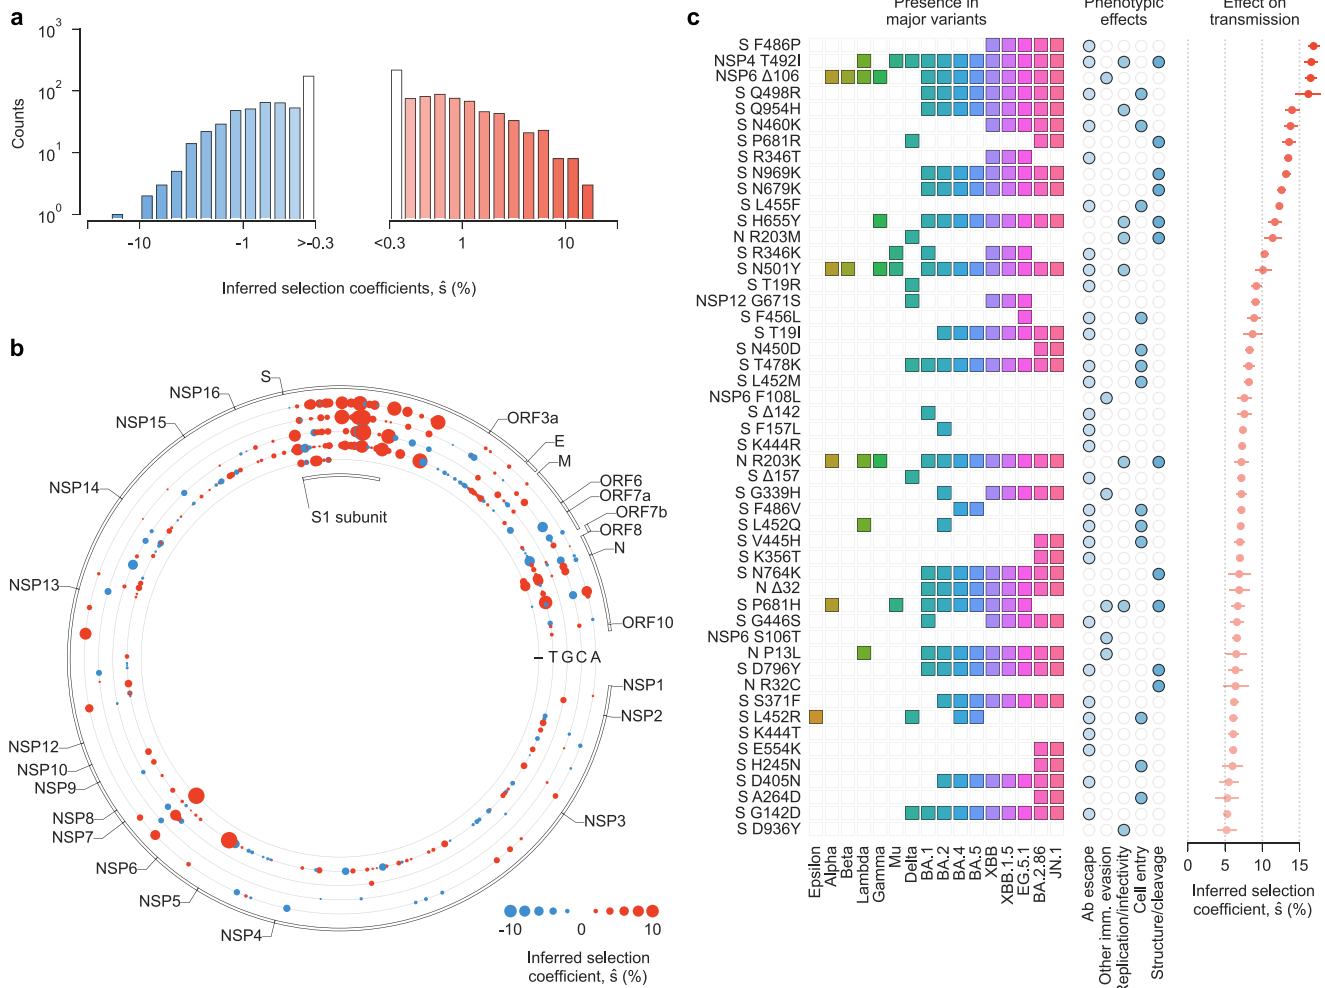 a
10³
10²
10¹
10⁰
Counts
-10
-1
>-0.3
<0.3
1
10
Inferred selection coefficients, ŝ (%)
b
S
NSP16
NSP15
NSP14
NSP13
NSP12
NSP10
NSP9
NSP8
NSP7
NSP6
NSP5
NSP4
NSP3
NSP2
NSP1
ORF3a
E
M
ORF6
ORF7a
ORF7b
ORF8
N
ORF10
S1 subunit
– T G C A
-10
0
10
Inferred selection
coefficient, ŝ (%)
c
Presence in
major variants
Phenotypic
effects
Effect on
transmission
S F486P
NSP4 T492I
NSP6 Δ106
S Q498R
S Q954H
S N460K
S P681R
S R346T
S N969K
S N679K
S L455F
S H655Y
N R203M
S R346K
S N501Y
S T19R
NSP12 G671S
S F456L
S T19I
S N450D
S T478K
S L452M
NSP6 F108L
S Δ142
S F157L
S K444R
N R203K
S Δ157
S G339H
S F486V
S L452Q
S V445H
S K356T
S N764K
N Δ32
S P681H
S G446S
NSP6 S106T
N P13L
S D796Y
N R32C
S S371F
S L452R
S K444T
S E554K
S H245N
S D405N
S A264D
S G142D
S D936Y
Epsilon
Alpha
Beta
Lambda
Gamma
Mu
Delta
BA.1
BA.2
BA.4
BA.5
XBB
XBB.1.5
EG.5.1
BA.2.86
JN.1
Ab escape
Other imm. evasion
Replication/infectivity
Cell entry
Structure/cleavage
0
5
10
15
Inferred selection
coefficient, ŝ (%)